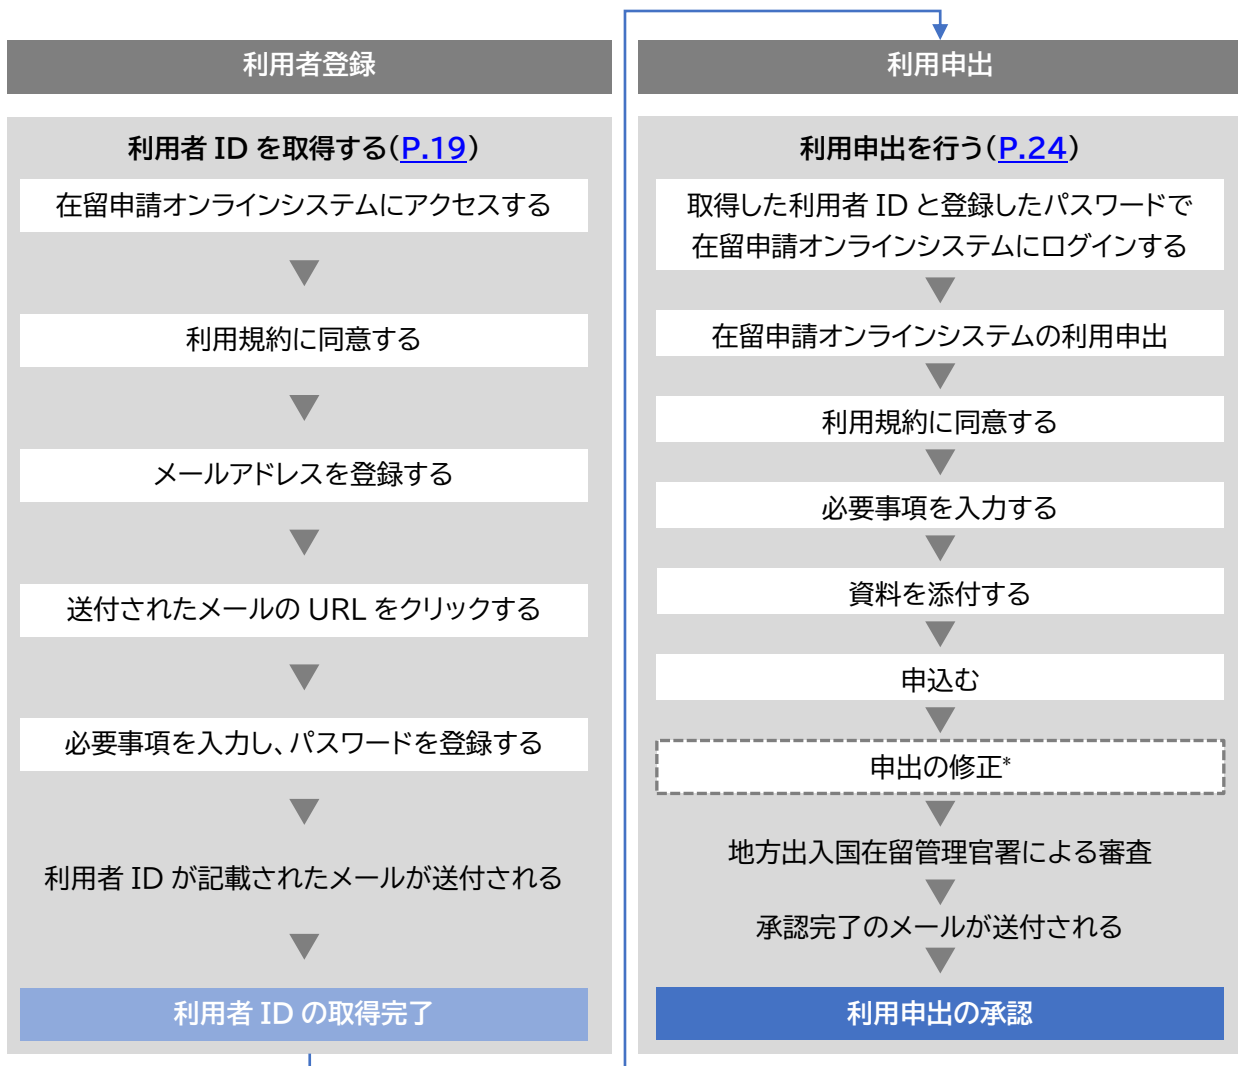 利用者登録
利用者 ID を取得する(P.19)
在留申請オンラインシステムにアクセスする
利用規約に同意する
メールアドレスを登録する
送付されたメールの URL をクリックする
必要事項を入力し、パスワードを登録する
利用者 ID が記載されたメールが送付される
利用者 ID の取得完了
利用申出
利用申出を行う(P.24)
取得した利用者 ID と登録したパスワードで
在留申請オンラインシステムにログインする
在留申請オンラインシステムの利用申出
利用規約に同意する
必要事項を入力する
資料を添付する
申込む
申出の修正*
地方出入国在留管理官署による審査
承認完了のメールが送付される
利用申出の承認